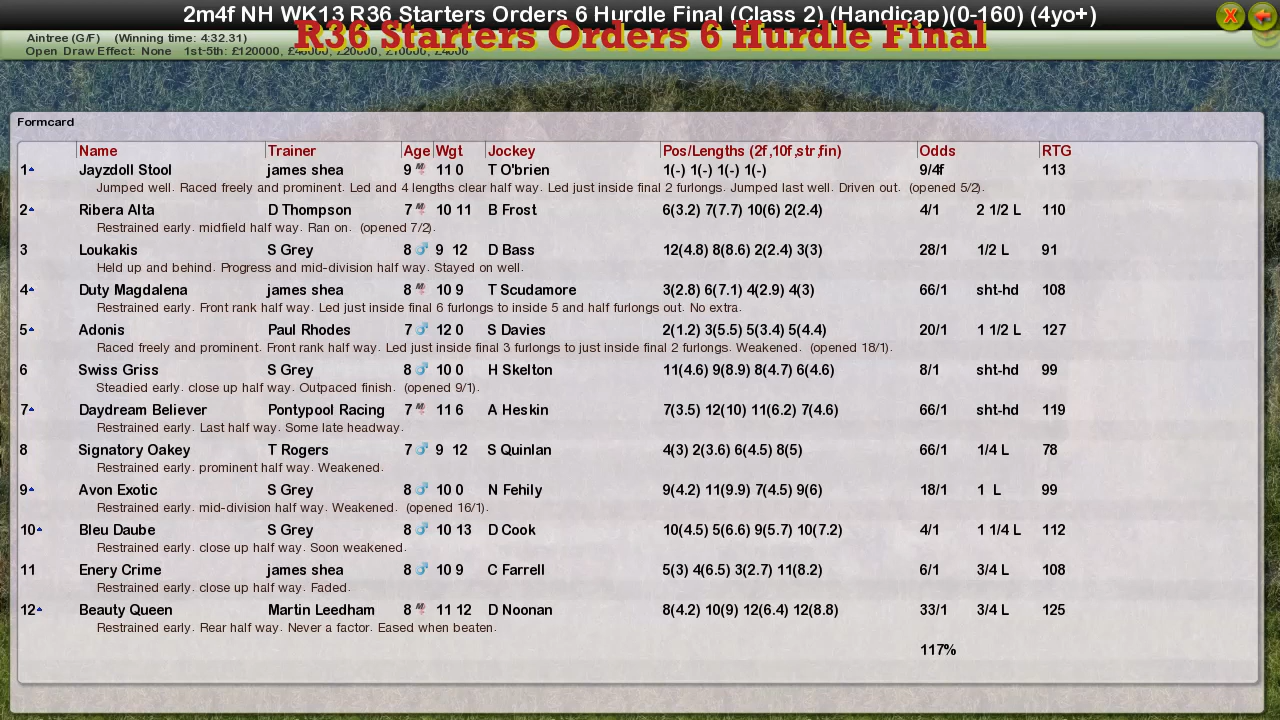 2m4f NH WK13 R36 Starters Orders 6 Hurdle Final (Class 2) (Handicap)(0-160) (4yo+)
R36 Starters Orders 6 Hurdle Final
Aintree (G/F) (Winning time: 4:32.31)
Open Draw Effect: None 1st-5th: £120000, £20000, £10000, £4000
Formcard
Name Trainer Age Wgt Jockey Pos/Lengths (2f,10f,str,fin) Odds RTG
1 Jayzdoll Stool james shea 9 11 0 T O'brien 1(-) 1(-) 1(-) 1(-) 9/4f 113
Jumped well. Raced freely and prominent. Led and 4 lengths clear half way. Led just inside final 2 furlongs. Jumped last well. Driven out. (opened 5/2).
2 Ribera Alta D Thompson 7 10 11 B Frost 6(3.2) 7(7.7) 10(6) 2(2.4) 4/1 2 1/2 L 110
Restrained early. midfield half way. Ran on. (opened 7/2).
3 Loukakis S Grey 8 9 12 D Bass 12(4.8) 8(8.6) 2(2.4) 3(3) 28/1 1/2 L 91
Held up and behind. Progress and mid-division half way. Stayed on well.
4 Duty Magdalena james shea 8 10 9 T Scudamore 3(2.8) 6(7.1) 4(2.9) 4(3) 66/1 sht-hd 108
Restrained early. Front rank half way. Led just inside final 6 furlongs to inside 5 and half furlongs out. No extra.
5 Adonis Paul Rhodes 7 12 0 S Davies 2(1.2) 3(5.5) 5(3.4) 5(4.4) 20/1 1 1/2 L 127
Raced freely and prominent. Front rank half way. Led just inside final 3 furlongs to just inside final 2 furlongs. Weakened. (opened 18/1).
6 Swiss Griss S Grey 8 10 0 H Skelton 11(4.6) 9(8.9) 8(4.7) 6(4.6) 8/1 sht-hd 99
Steadied early. close up half way. Outpaced finish. (opened 9/1).
7 Daydream Believer Pontypool Racing 7 11 6 A Heskin 7(3.5) 12(10) 11(6.2) 7(4.6) 66/1 sht-hd 119
Restrained early. Last half way. Some late headway.
8 Signatory Oakey T Rogers 7 9 12 S Quinlan 4(3) 2(3.6) 6(4.5) 8(5) 66/1 1/4 L 78
Restrained early. prominent half way. Weakened.
9 Avon Exotic S Grey 8 10 0 N Fehily 9(4.2) 11(9.9) 7(4.5) 9(6) 18/1 1 L 99
Restrained early. mid-division half way. Weakened. (opened 16/1).
10 Bleu Daube S Grey 8 10 13 D Cook 10(4.5) 5(6.6) 9(5.7) 10(7.2) 4/1 1 1/4 L 112
Restrained early. close up half way. Soon weakened.
11 Enery Crime james shea 8 10 9 C Farrell 5(3) 4(6.5) 3(2.7) 11(8.2) 6/1 3/4 L 108
Restrained early. close up half way. Faded.
12 Beauty Queen Martin Leedham 8 11 12 D Noonan 8(4.2) 10(9) 12(6.4) 12(8.8) 33/1 3/4 L 125
Restrained early. Rear half way. Never a factor. Eased when beaten.
117%